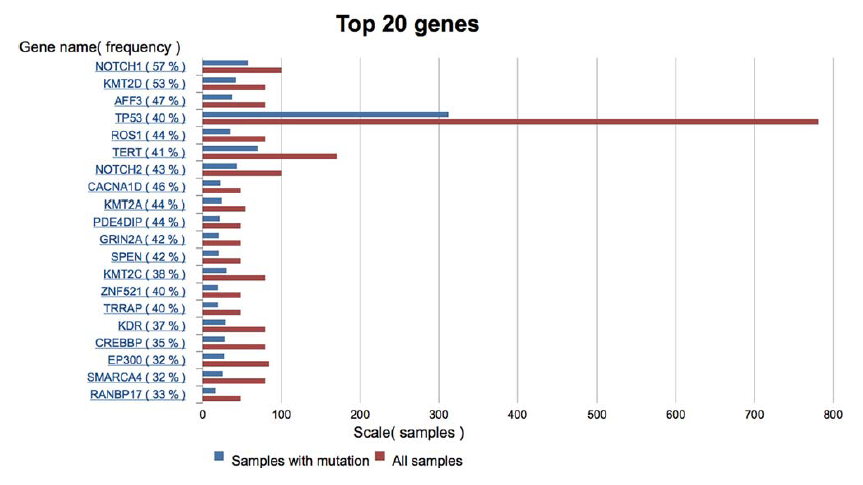 Top 20 genes
Gene name( frequency )
NOTCH1 ( 57 % )
KMT2D ( 53 % )
AFF3 ( 47 % )
TP53 ( 40 % )
ROS1 ( 44 % )
TERT ( 41 % )
NOTCH2 ( 43 % )
CACNA1D ( 46 % )
KMT2A ( 44 % )
PDE4DIP ( 44 % )
GRIN2A ( 42 % )
SPEN ( 42 % )
KMT2C ( 38 % )
ZNF521 ( 40 % )
TRRAP ( 40 % )
KDR ( 37 % )
CREBBP ( 35 % )
EP300 ( 32 % )
SMARCA4 ( 32 % )
RANBP17 ( 33 % )
0 100 200 300 400 500 600 700 800
Scale( samples )
Samples with mutation All samples